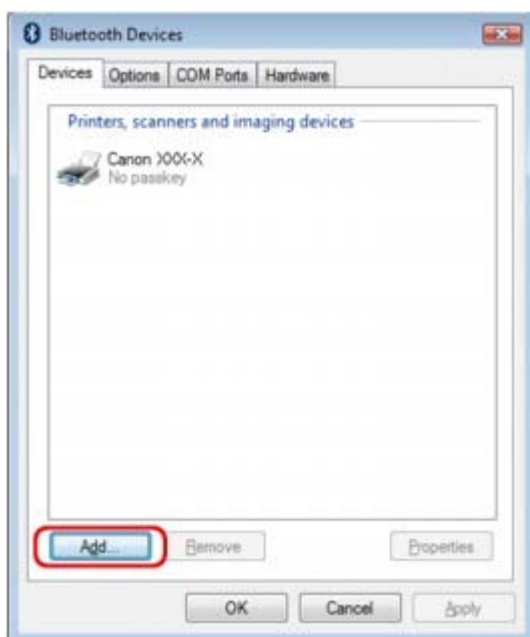 Bluetooth Devices
Devices Options COM Ports Hardware
Printers, scanners and imaging devices
Canon XXX-X
No passkey
Add... Remove Properties
OK Cancel Apply